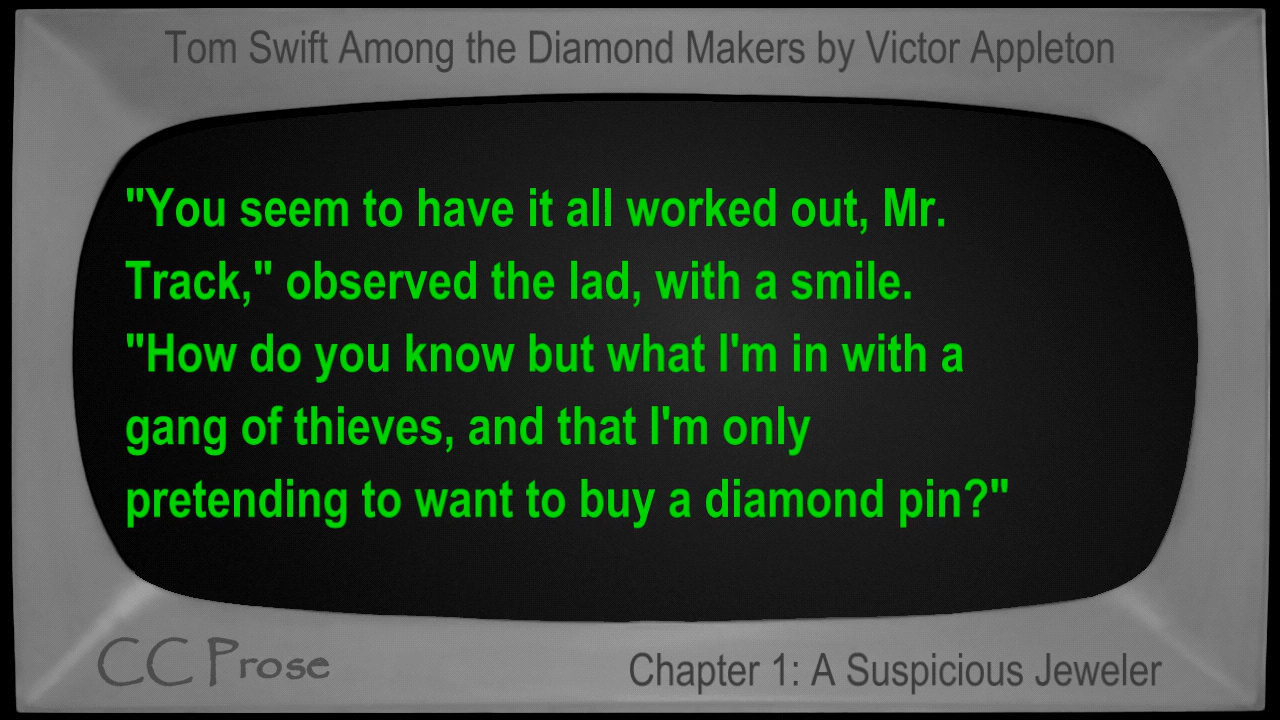 Tom Swift Among the Diamond Makers by Victor Appleton
"You seem to have it all worked out, Mr.
Track," observed the lad, with a smile.
"How do you know but what I'm in with a
gang of thieves, and that I'm only
pretending to want to buy a diamond pin?"
CC Prose
Chapter 1: A Suspicious Jeweler